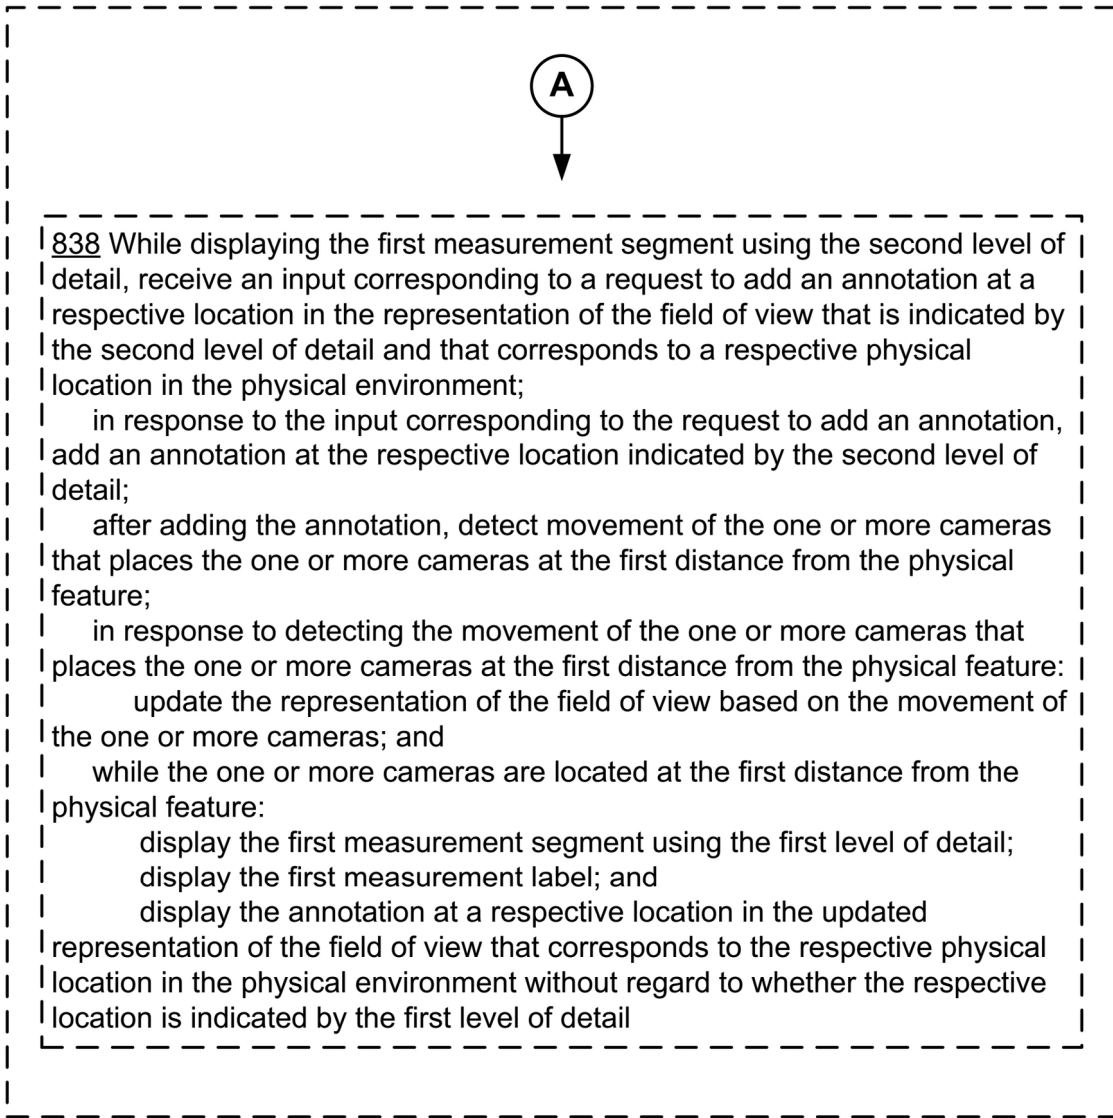 A
838 While displaying the first measurement segment using the second level of
detail, receive an input corresponding to a request to add an annotation at a
respective location in the representation of the field of view that is indicated by
the second level of detail and that corresponds to a respective physical
location in the physical environment;
in response to the input corresponding to the request to add an annotation,
add an annotation at the respective location indicated by the second level of
detail;
after adding the annotation, detect movement of the one or more cameras
that places the one or more cameras at the first distance from the physical
feature;
in response to detecting the movement of the one or more cameras that
places the one or more cameras at the first distance from the physical feature:
update the representation of the field of view based on the movement of
the one or more cameras; and
while the one or more cameras are located at the first distance from the
physical feature:
display the first measurement segment using the first level of detail;
display the first measurement label; and
display the annotation at a respective location in the updated
representation of the field of view that corresponds to the respective physical
location in the physical environment without regard to whether the respective
location is indicated by the first level of detail